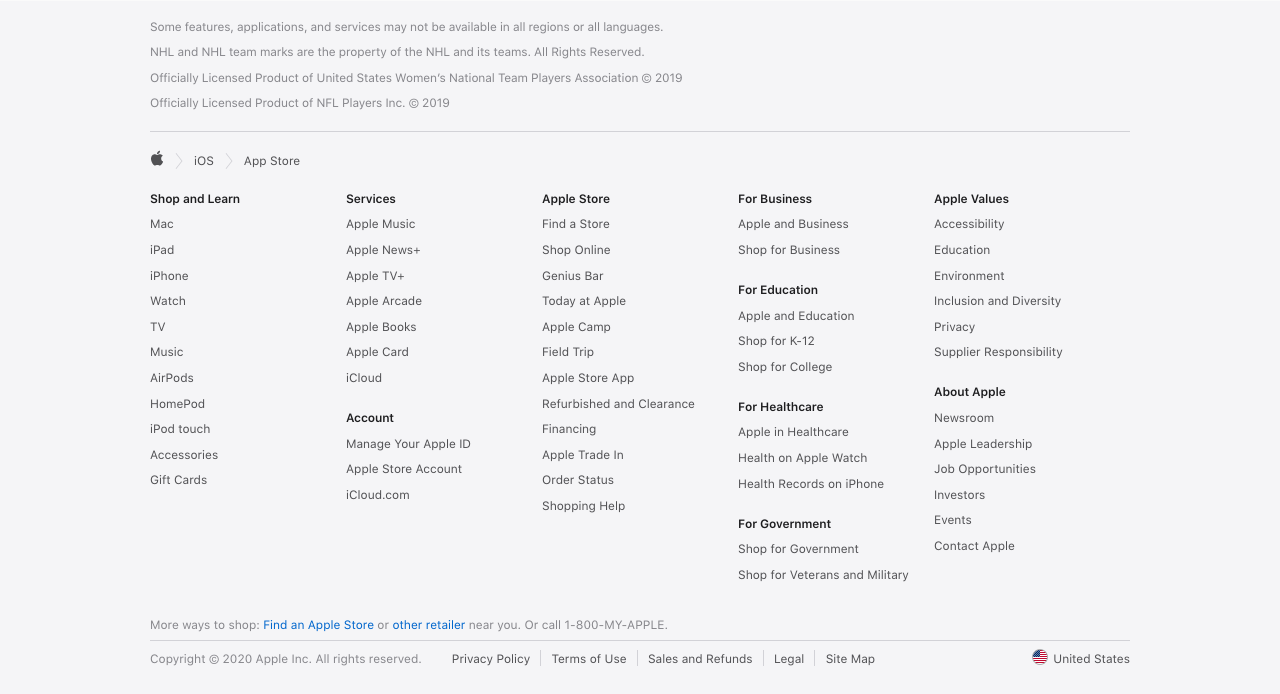 Some features, applications, and services may not be available in all regions or all languages.
NHL and NHL team marks are the property of the NHL and its teams. All Rights Reserved.
Officially Licensed Product of United States Women’s National Team Players Association © 2019
Officially Licensed Product of NFL Players Inc. © 2019
iOS
App Store
Shop and Learn
Mac
iPad
iPhone
Watch
TV
Music
AirPods
HomePod
iPod touch
Accessories
Gift Cards
Services
Apple Music
Apple News+
Apple TV+
Apple Arcade
Apple Books
Apple Card
iCloud
Account
Manage Your Apple ID
Apple Store Account
iCloud.com
Apple Store
Find a Store
Shop Online
Genius Bar
Today at Apple
Apple Camp
Field Trip
Apple Store App
Refurbished and Clearance
Financing
Apple Trade In
Order Status
Shopping Help
For Business
Apple and Business
Shop for Business
For Education
Apple and Education
Shop for K-12
Shop for College
For Healthcare
Apple in Healthcare
Health on Apple Watch
Health Records on iPhone
For Government
Shop for Government
Shop for Veterans and Military
Apple Values
Accessibility
Education
Environment
Inclusion and Diversity
Privacy
Supplier Responsibility
About Apple
Newsroom
Apple Leadership
Job Opportunities
Investors
Events
Contact Apple
More ways to shop: Find an Apple Store or other retailer near you. Or call 1-800-MY-APPLE.
Copyright © 2020 Apple Inc. All rights reserved.
Privacy Policy
Terms of Use
Sales and Refunds
Legal
Site Map
United States